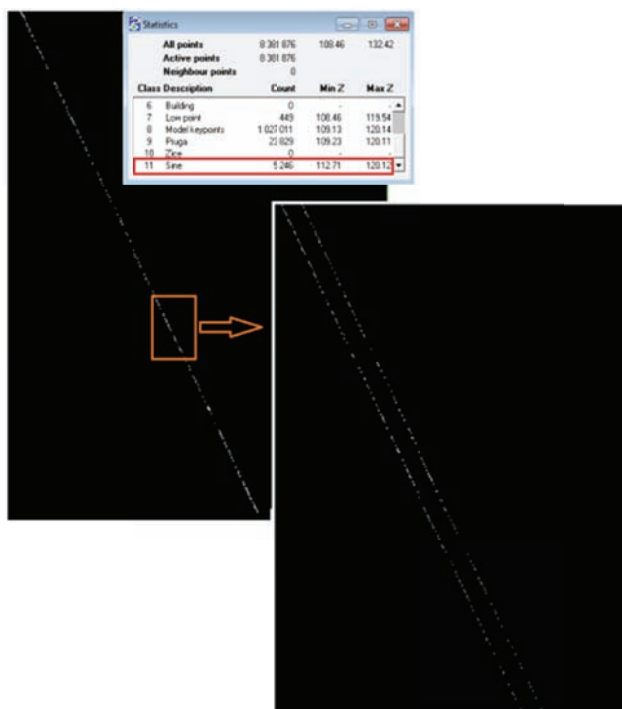 Statistics
All points 8 381 876 108.46 132.42
Active points 8 381 876
Neighbour points 0
Class Description Count Min Z Max Z
6 Building 0 - -
7 Low point 449 108.46 119.54
8 Model keypoints 1 027 011 109.13 120.14
9 Pruga 23 829 109.23 120.11
10 Zice 0 - -
11 Sine 5 246 112.71 120.12